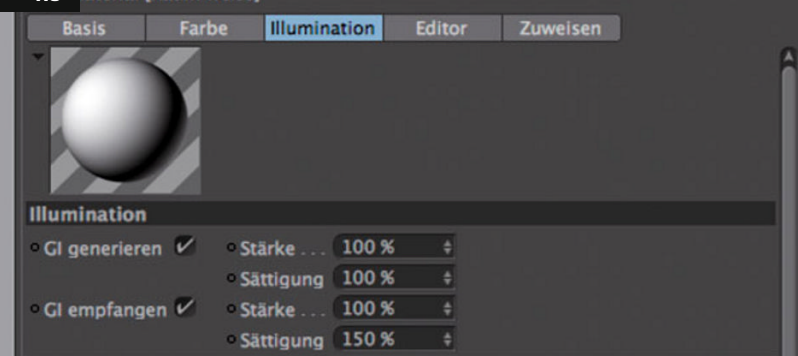 Basis Farbe Illumination Editor Zuweisen
Illumination
GI generieren Stärke . . . 100 %
Sättigung 100 %
GI empfangen Stärke . . . 100 %
Sättigung 150 %